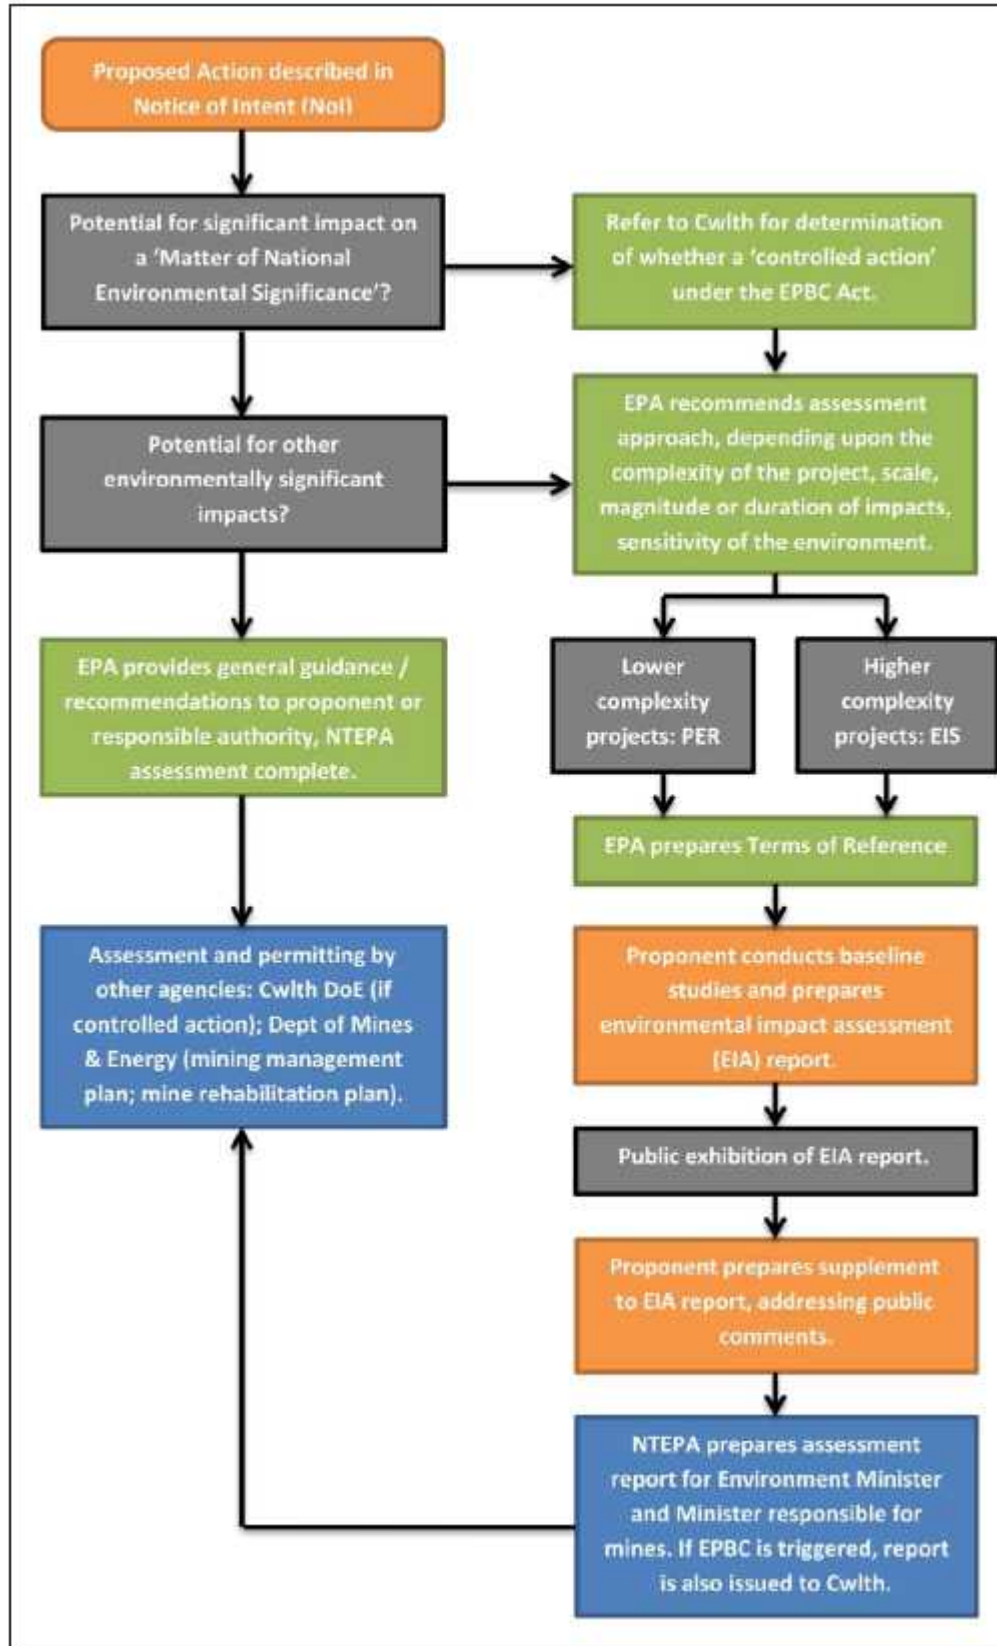 Proposed Action described in
Notice of Intent (NoI)
Potential for significant impact on
a 'Matter of National
Environmental Significance'?
Refer to Cwlth for determination
of whether a 'controlled action'
under the EPBC Act.
Potential for other
environmentally significant
impacts?
EPA recommends assessment
approach, depending upon the
complexity of the project, scale,
magnitude or duration of impacts,
sensitivity of the environment.
EPA provides general guidance /
recommendations to proponent or
responsible authority, NTEPA
assessment complete.
Lower
complexity
projects: PER
Higher
complexity
projects: EIS
EPA prepares Terms of Reference
Assessment and permitting by
other agencies: Cwlth DoE (if
controlled action); Dept of Mines
& Energy (mining management
plan; mine rehabilitation plan).
Proponent conducts baseline
studies and prepares
environmental impact assessment
(EIA) report.
Public exhibition of EIA report.
Proponent prepares supplement
to EIA report, addressing public
comments.
NTEPA prepares assessment
report for Environment Minister
and Minister responsible for
mines. If EPBC is triggered, report
is also issued to Cwlth.